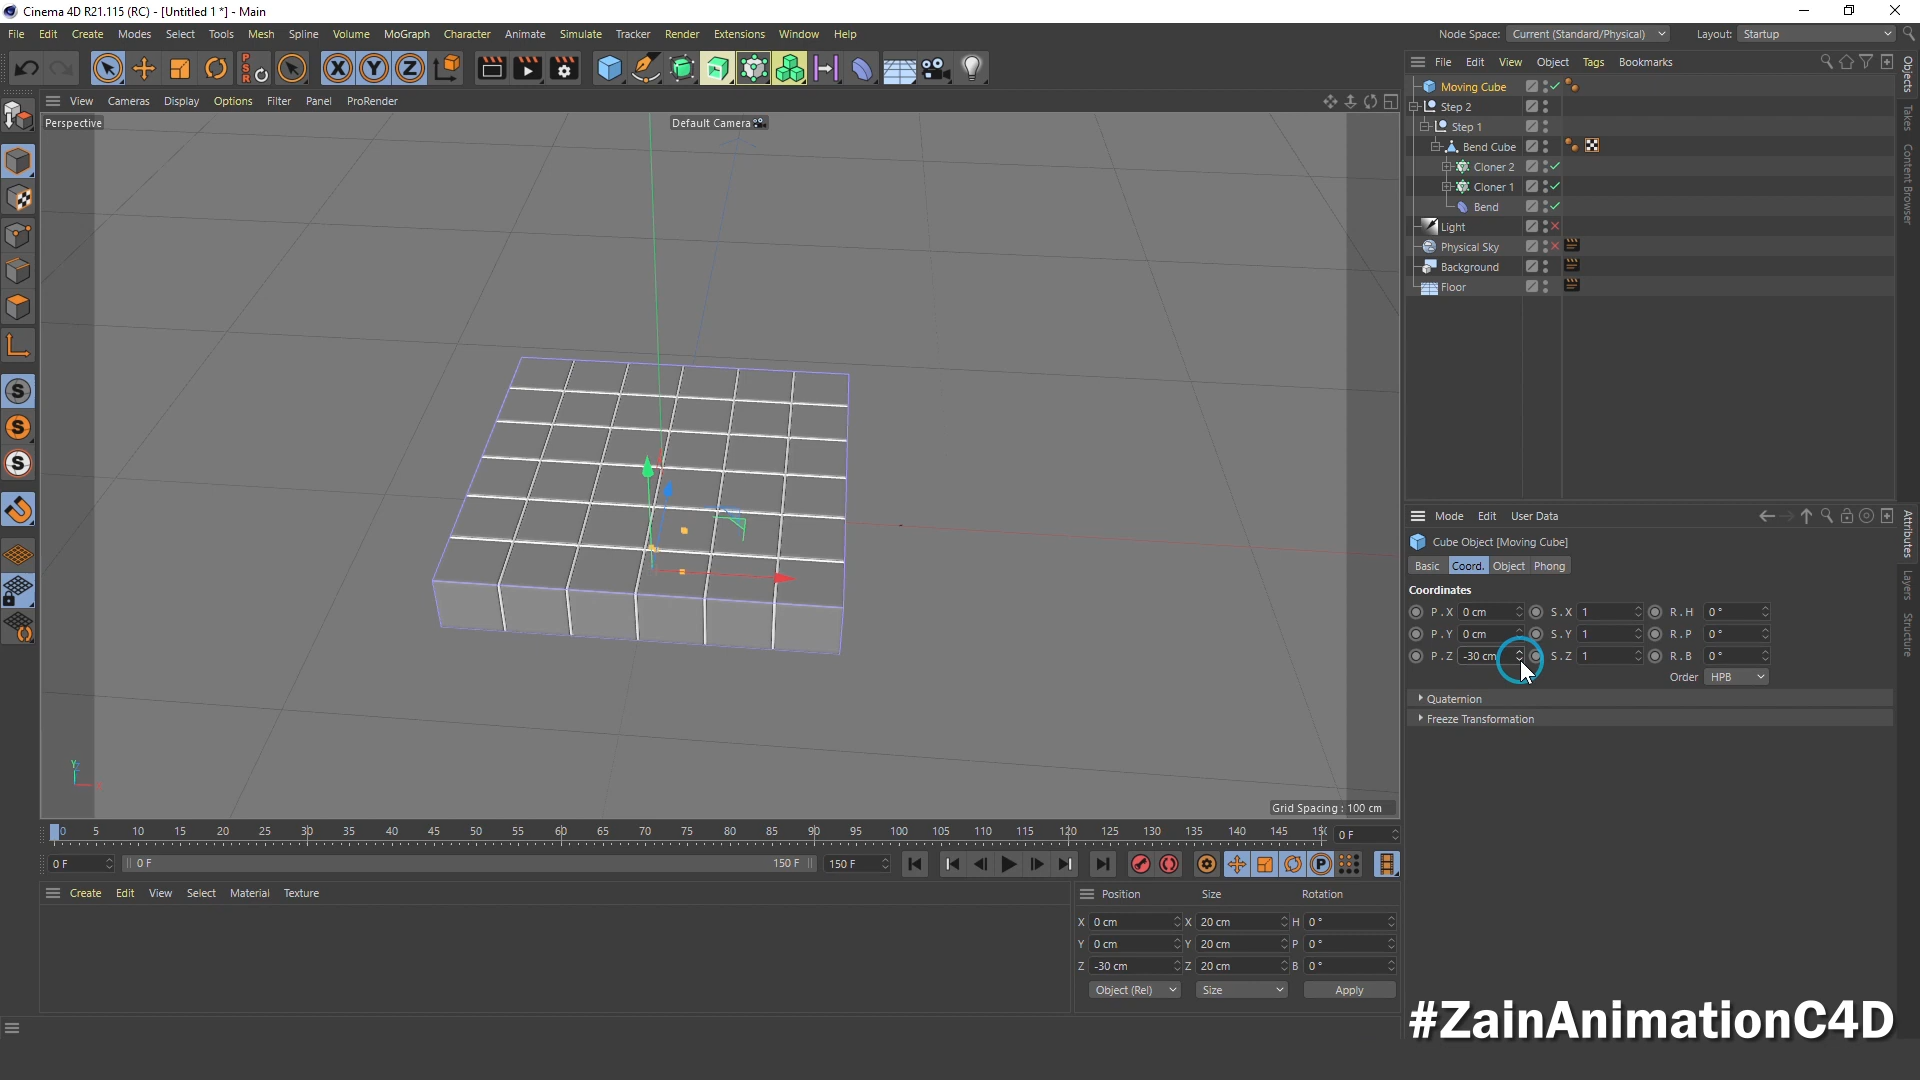 Cinema 4D R21.115 (RC) - [Untitled 1 *] - Main
File Edit Create Modes Select Tools Mesh Spline Volume MoGraph Character Animate Simulate Tracker Render Extensions Window Help
Node Space: Current (Standard/Physical) Layout: Startup
X Y Z
PSR
File Edit View Object Tags Bookmarks
View Cameras Display Options Filter Panel ProRender
Perspective
Default Camera
Moving Cube
Step 2
Step 1
Bend Cube
Cloner 2
Cloner 1
Bend
Light
Physical Sky
Background
Floor
Objects
Takes
Content Browser
Mode Edit User Data
Cube Object [Moving Cube]
Basic Coord. Object Phong
Coordinates
P . X 0 cm S . X 1 R . H 0 °
P . Y 0 cm S . Y 1 R . P 0 °
P . Z -30 cm S . Z 1 R . B 0 °
Order HPB
Quaternion
Freeze Transformation
Attributes
Layers
Structure
S
S
S
Y
Grid Spacing : 100 cm
0 5 10 15 20 25 30 35 40 45 50 55 60 65 70 75 80 85 90 95 100 105 110 115 120 125 130 135 140 145 0 F
0 F 0 F 150 F 150 F
P
Create Edit View Select Material Texture
Position Size Rotation
X 0 cm X 20 cm H 0 °
Y 0 cm Y 20 cm P 0 °
Z -30 cm Z 20 cm B 0 °
Object (Rel) Size Apply
#ZainAnimationC4D